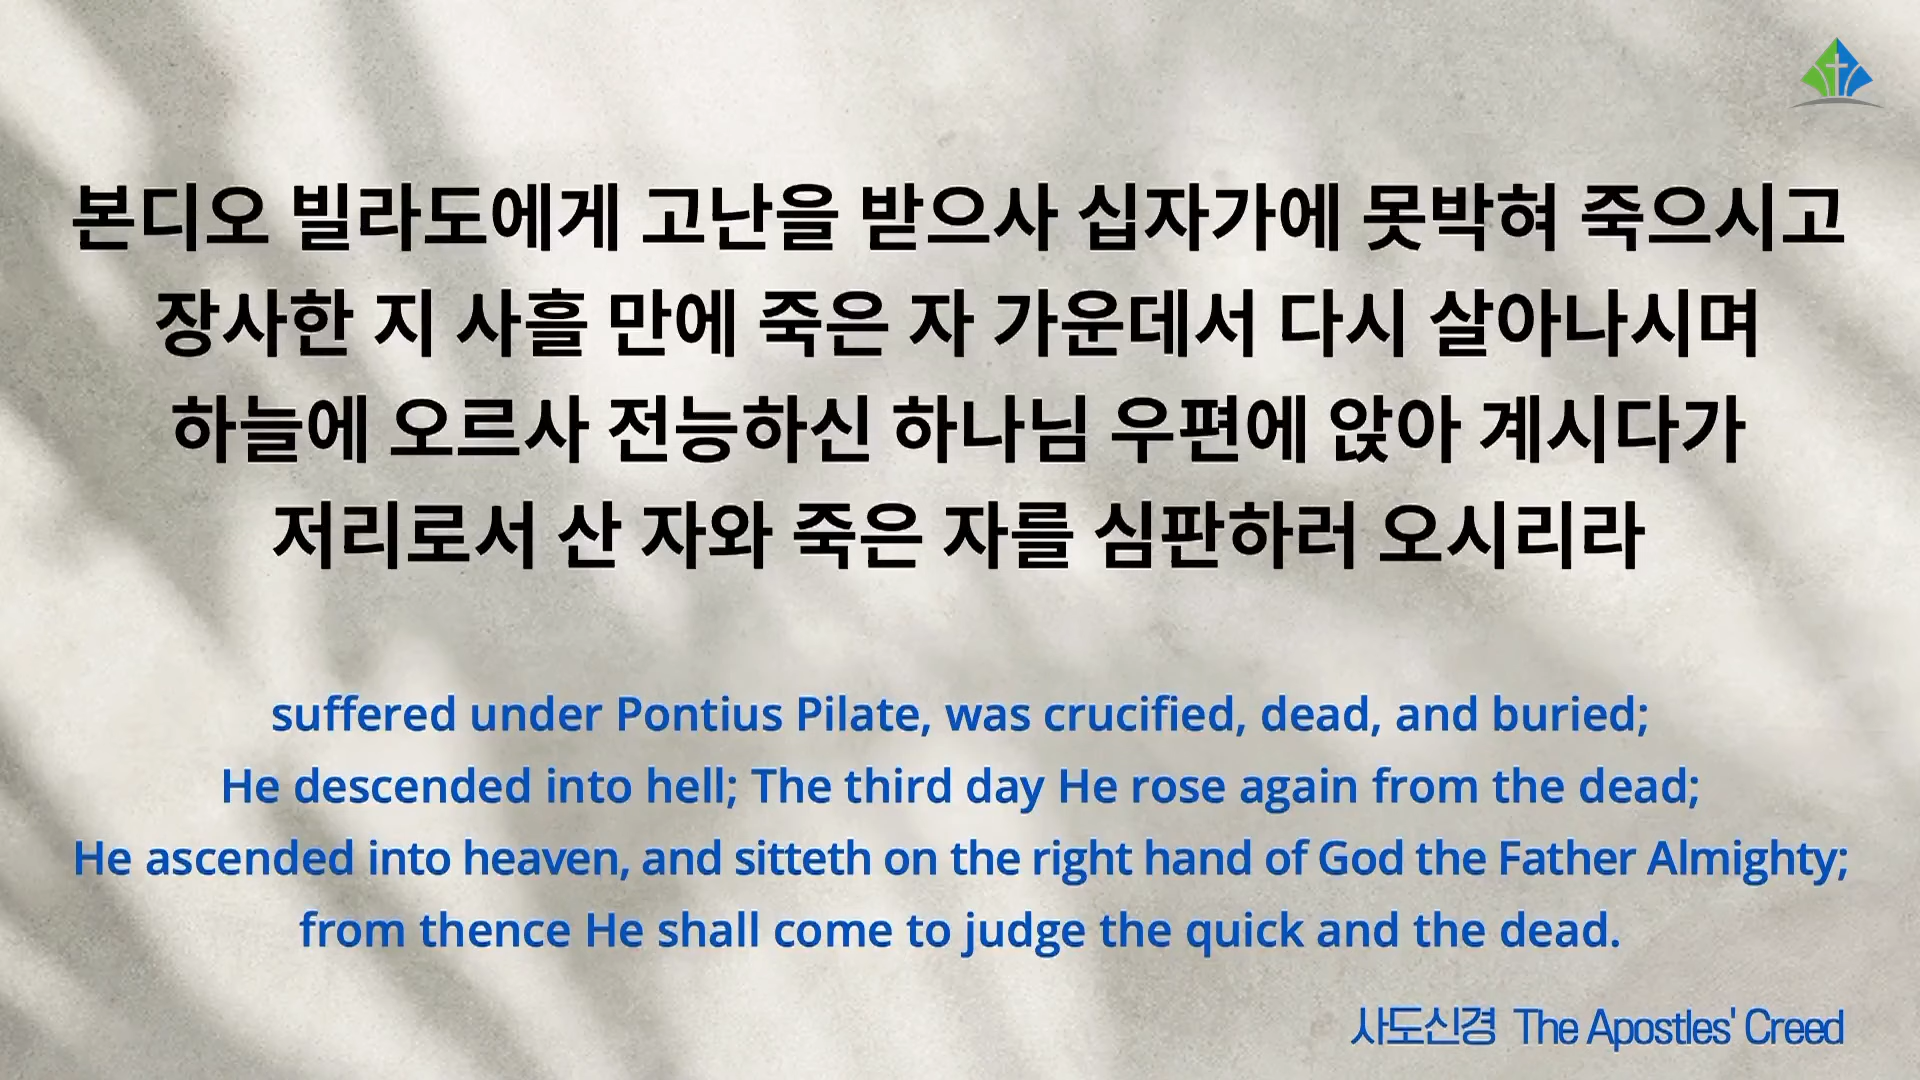 본디오 빌라도에게 고난을 받으사 십자가에 못박혀 죽으시고
장사한 지 사흘 만에 죽은 자 가운데서 다시 살아나시며
하늘에 오르사 전능하신 하나님 우편에 앉아 계시다가
저리로서 산 자와 죽은 자를 심판하러 오시리라
suffered under Pontius Pilate, was crucified, dead, and buried;
He descended into hell; The third day He rose again from the dead;
He ascended into heaven, and sitteth on the right hand of God the Father Almighty;
from thence He shall come to judge the quick and the dead.
사도신경 The Apostles' Creed